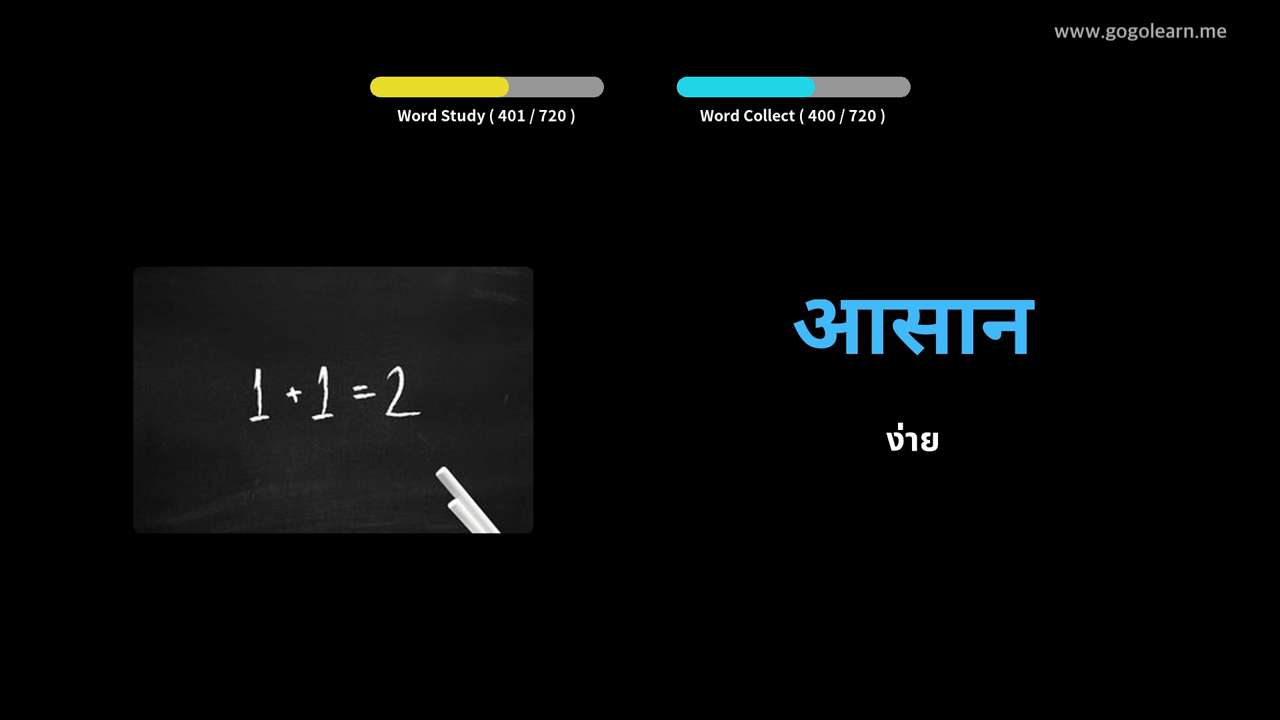 www.gogolearn.me
Word Study ( 401 / 720 )
Word Collect ( 400 / 720 )
1 + 1 = 2
आसान
ง่าย